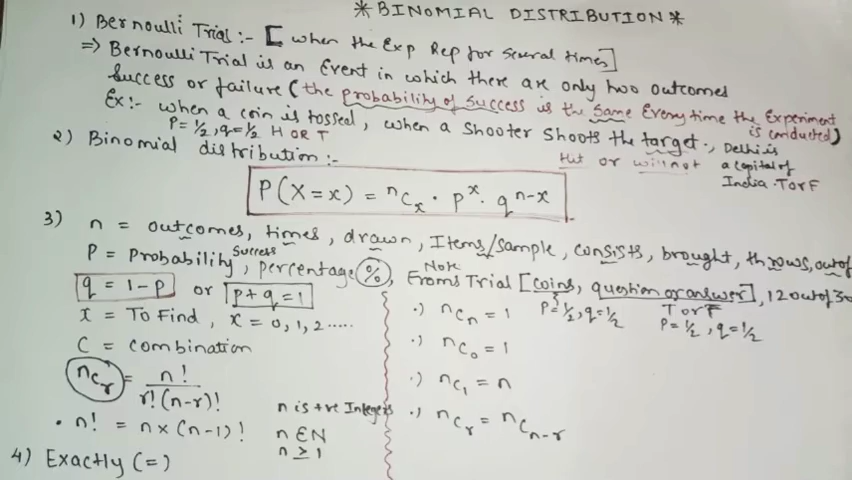 *BINOMIAL DISTRIBUTION*
1) Bernoulli Trial :- [ when the Exp Rep for several times]
=> Bernoulli Trial is an Event in which there are only two outcomes
Success or failure (the probability of success is the same Every time the Experiment
is conducted)
Ex:- when a coin is tossed, when a shooter shoots the target., Delhi is
P=½, q=½ H OR T
Hit or will not
a capital of
India. T or F
2) Binomial distribution :-
P(X=x) = ⁿCₓ · pˣ · qⁿ⁻ˣ
3) n = outcomes, times, drawn, Items/sample, consists, brought, throws, out of
P = Probability, Success, percentage (%), Note From Trial [coins, question or answer], 12 out of 30
q = 1-p or p+q=1
P=½, q=½
T or F
P=½, q=½
x = To Find, x = 0, 1, 2 .....
C = combination
nCr = n! / r!(n-r)!
• n! = n×(n-1)!
n is +ve Integers
n∈N
n≥1
.) nCn = 1
.) nC0 = 1
.) nC1 = n
.) nCr = nCn-r
4) Exactly (=)